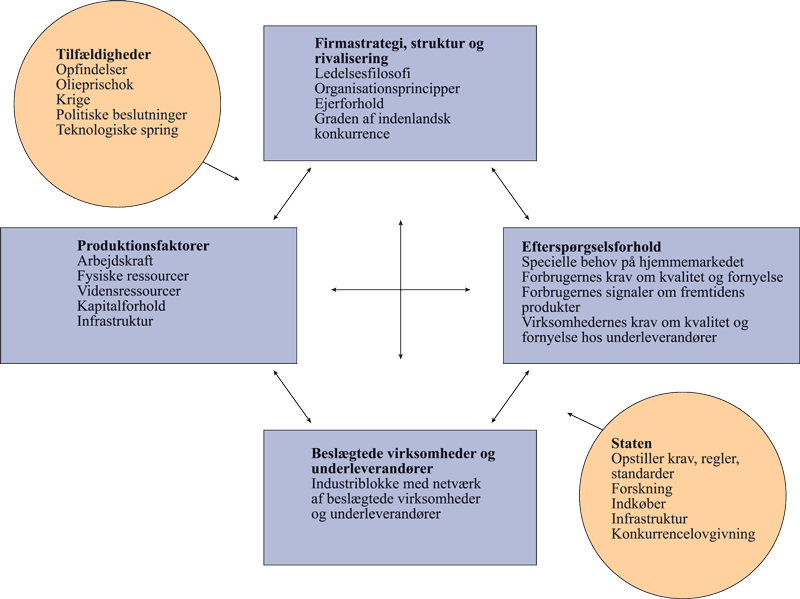 Tilfældigheder
Opfindelser
Olieprischok
Krige
Politiske beslutninger
Teknologiske spring
Firmastrategi, struktur og
rivalisering
Ledelsesfilosofi
Organisationsprincipper
Ejerforhold
Graden af indenlandsk
konkurrence
Produktionsfaktorer
Arbejdskraft
Fysiske ressourcer
Vidensressourcer
Kapitalforhold
Infrastruktur
Efterspørgselsforhold
Specielle behov på hjemmemarkedet
Forbrugernes krav om kvalitet og fornyelse
Forbrugernes signaler om fremtidens
produkter
Virksomhedernes krav om kvalitet og
fornyelse hos underleverandører
Beslægtede virksomheder og
underleverandører
Industriblokke med netværk
af beslægtede virksomheder
og underleverandører
Staten
Opstiller krav, regler,
standarder
Forskning
Indkøber
Infrastruktur
Konkurrencelovgivning